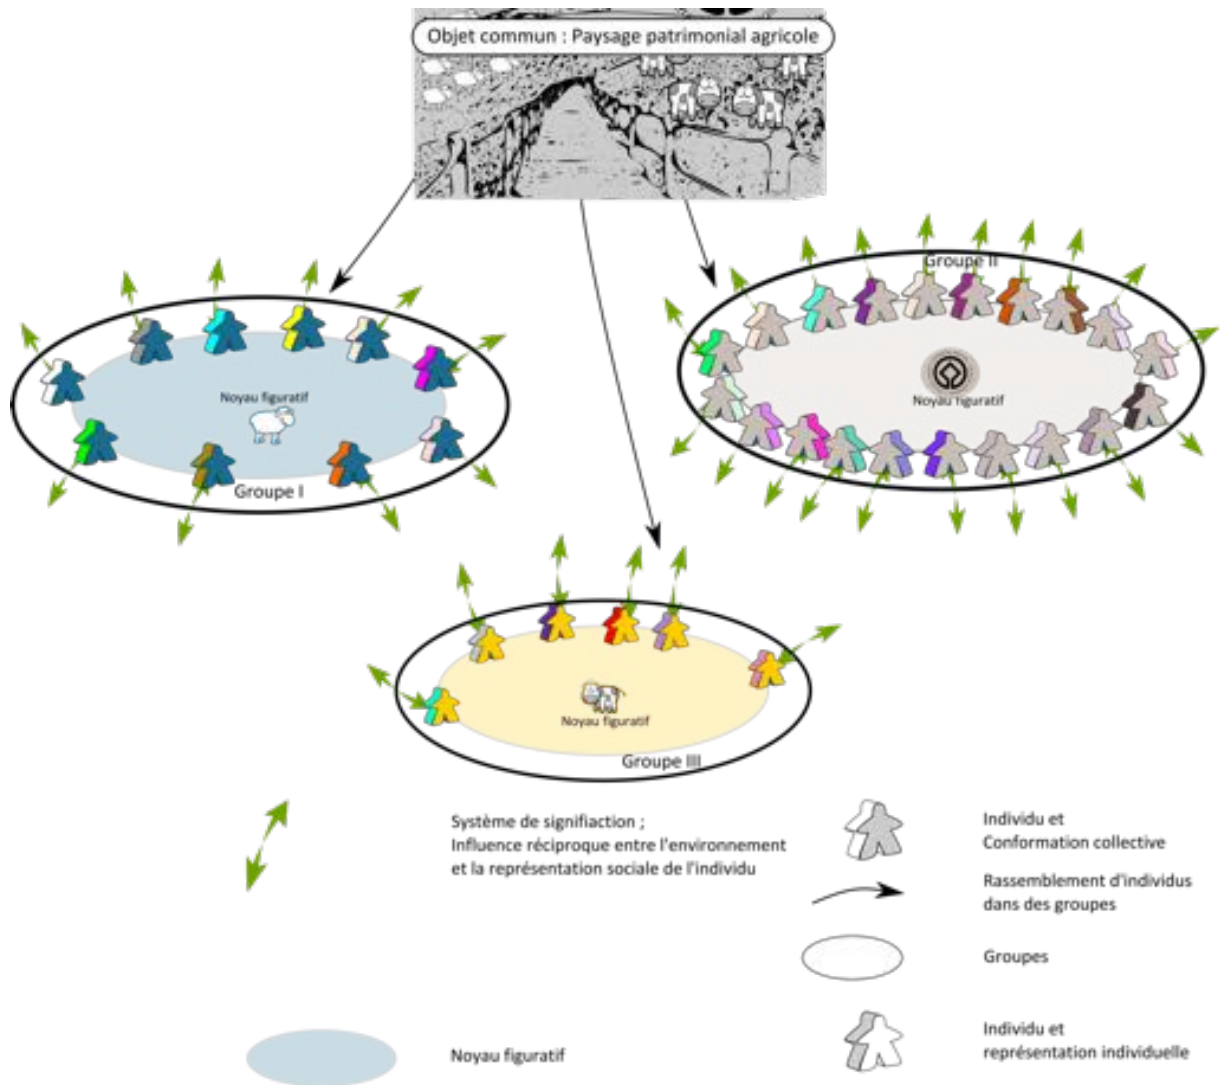 Objet commun : Paysage patrimonial agricole
Groupe II
Noyau figuratif
Noyau figuratif
Groupe I
Noyau figuratif
Groupe III
Système de signifiaction ;
Influence réciproque entre l'environnement
et la représentation sociale de l'individu
Individu et
Conformation collective
Rassemblement d'individus
dans des groupes
Groupes
Noyau figuratif
Individu et
représentation individuelle